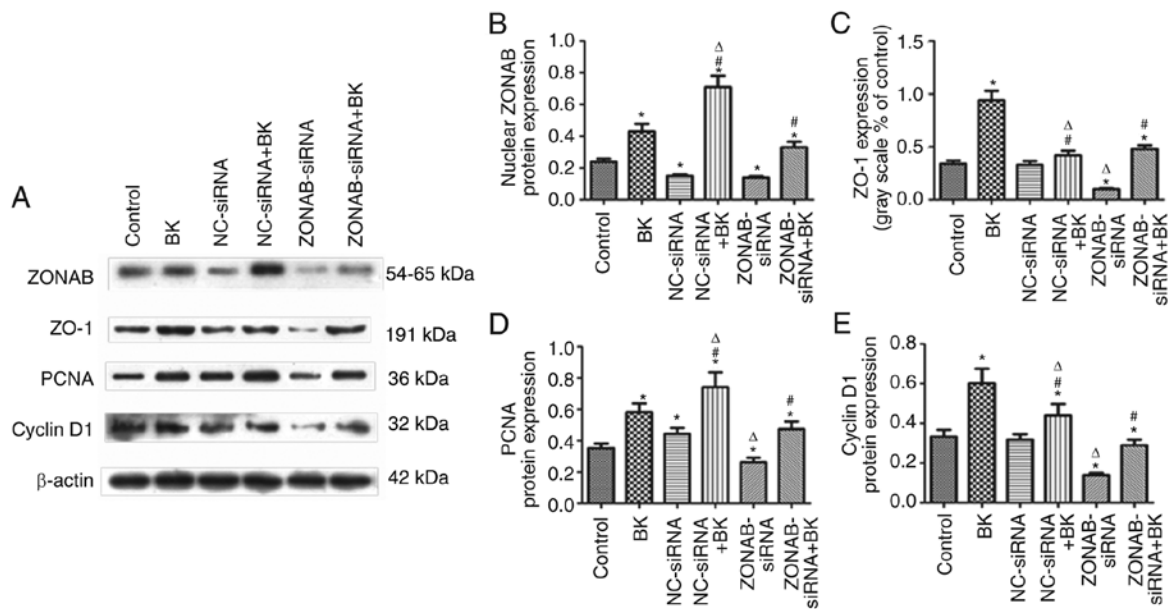 A
Control
BK
NC-siRNA
NC-siRNA+BK
ZONAB-siRNA
ZONAB-siRNA+BK
ZONAB
54-65 kDa
ZO-1
191 kDa
PCNA
36 kDa
Cyclin D1
32 kDa
β-actin
42 kDa
B
Nuclear ZONAB
protein expression
1.0
0.8
0.6
0.4
0.2
0.0
*
*
Δ
#
*
*
#
*
Control
BK
NC-siRNA
NC-siRNA
+BK
ZONAB-
siRNA
ZONAB-
siRNA+BK
C
ZO-1 expression
(gray scale % of control)
1.5
1.0
0.5
0.0
*
Δ
#
Δ
*
#
*
Control
BK
NC-siRNA
NC-siRNA
+BK
ZONAB-
siRNA
ZONAB-
siRNA+BK
D
PCNA
protein expression
1.0
0.8
0.6
0.4
0.2
0.0
*
*
Δ
#
*
Δ
*
#
*
Control
BK
NC-siRNA
NC-siRNA
+BK
ZONAB-
siRNA
ZONAB-
siRNA+BK
E
Cyclin D1
protein expression
0.8
0.6
0.4
0.2
0.0
*
Δ
#
*
Δ
*
#
*
Control
BK
NC-siRNA
NC-siRNA
+BK
ZONAB-
siRNA
ZONAB-
siRNA+BK